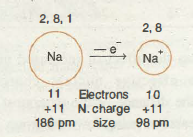 2, 8, 1
2, 8
Na
– e⁻
Na⁺
11 Electrons 10
+11 N. charge +11
186 pm size 98 pm